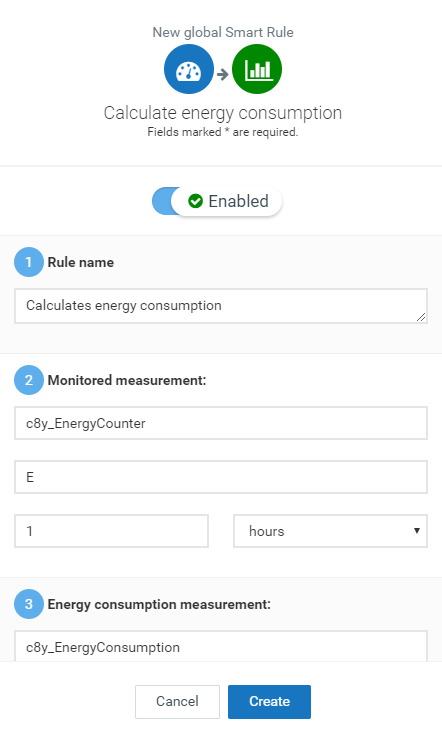 New global Smart Rule
Calculate energy consumption
Fields marked * are required.
Enabled
1 Rule name
Calculates energy consumption
2 Monitored measurement:
c8y_EnergyCounter
E
1 hours
3 Energy consumption measurement:
c8y_EnergyConsumption
Cancel Create